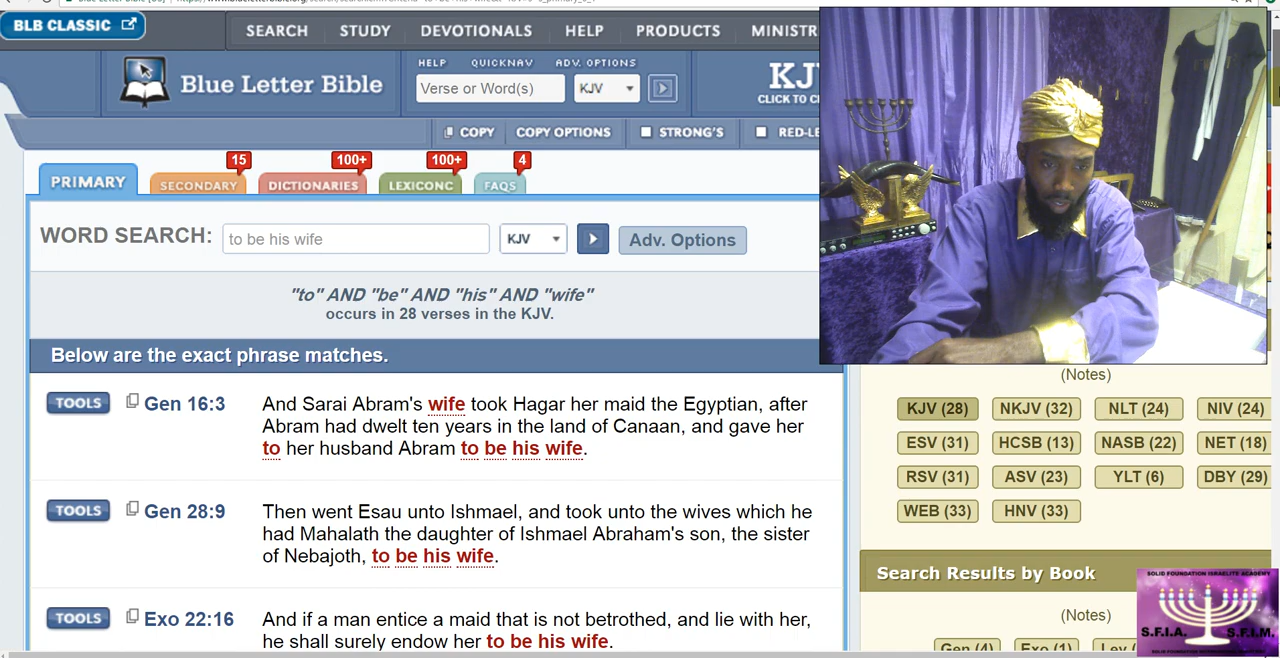 BLB CLASSIC
SEARCH STUDY DEVOTIONALS HELP PRODUCTS MINISTR
Blue Letter Bible
HELP QUICKNAV ADV. OPTIONS
Verse or Word(s) KJV
CLICK TO C
COPY COPY OPTIONS STRONG'S RED-LE
15 100+ 100+ 4
PRIMARY SECONDARY DICTIONARIES LEXICONC FAQS
WORD SEARCH: to be his wife KJV Adv. Options
"to" AND "be" AND "his" AND "wife"
occurs in 28 verses in the KJV.
Below are the exact phrase matches.
TOOLS Gen 16:3 And Sarai Abram's wife took Hagar her maid the Egyptian, after
Abram had dwelt ten years in the land of Canaan, and gave her
to her husband Abram to be his wife.
TOOLS Gen 28:9 Then went Esau unto Ishmael, and took unto the wives which he
had Mahalath the daughter of Ishmael Abraham's son, the sister
of Nebajoth, to be his wife.
TOOLS Exo 22:16 And if a man entice a maid that is not betrothed, and lie with her,
he shall surely endow her to be his wife.
(Notes)
KJV (28) NKJV (32) NLT (24) NIV (24)
ESV (31) HCSB (13) NASB (22) NET (18)
RSV (31) ASV (23) YLT (6) DBY (29)
WEB (33) HNV (33)
Search Results by Book
(Notes)
Gen (4) Exo (1) Lev (
SOLID FOUNDATION ISRAELITE ACADEMY
S.F.I.A. S.F.I.M.